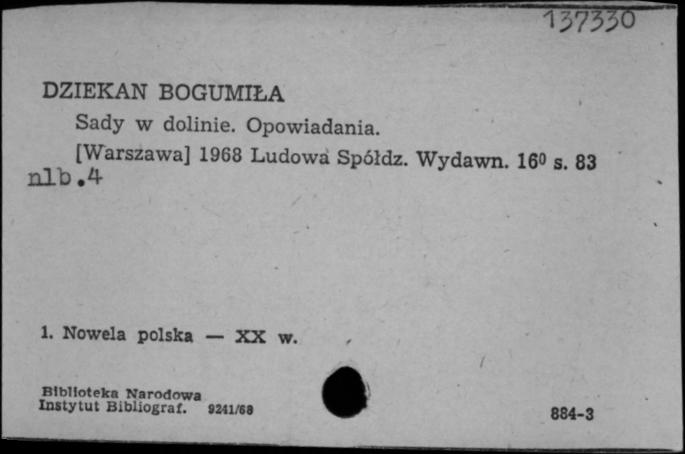 137330
DZIEKAN BOGUMIŁA
Sady w dolinie. Opowiadania.
[Warszawa] 1968 Ludowa Spółdz. Wydawn. 16⁰ s. 83
nlb.4
1. Nowela polska — XX w.
Biblioteka Narodowa
Instytut Bibliograf. 9241/68
884-3